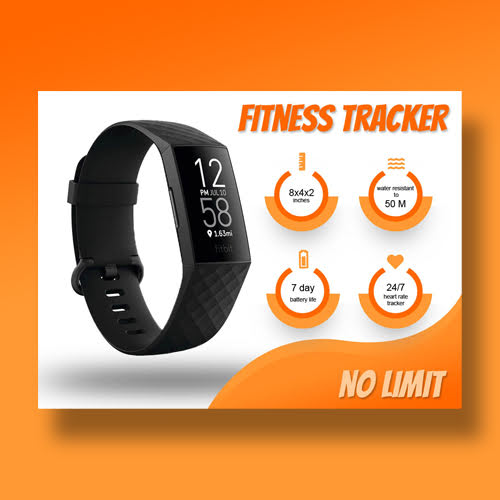 FITNESS TRACKER
12
PM JUL 10
58
1.63mi
fitbit
8x4x2
inches
water resistant
to
50 M
7 day
battery life
24/7
heart rate
tracker
NO LIMIT